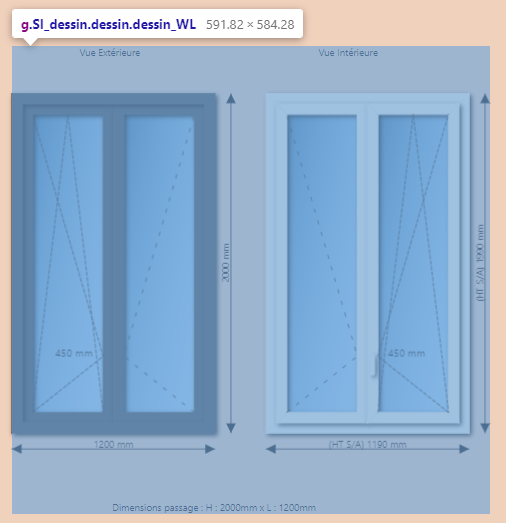 g.SI_dessin.dessin.dessin_WL 591.82 × 584.28
Vue Extérieure
Vue Intérieure
2000 mm
(HT S/A) 1990 mm
450 mm
450 mm
1200 mm
(HT S/A) 1190 mm
Dimensions passage : H : 2000mm x L : 1200mm